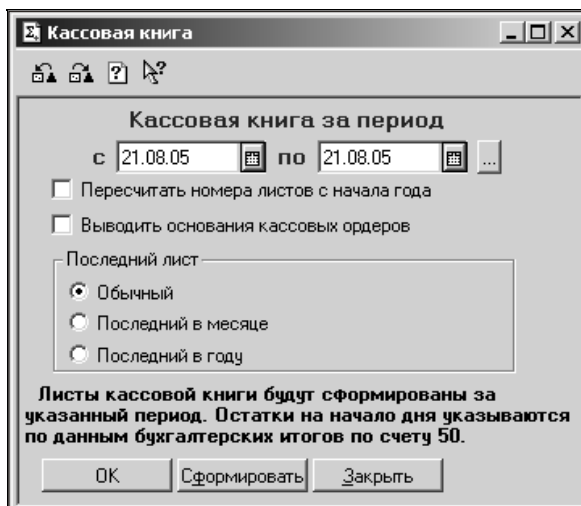 Кассовая книга
Кассовая книга за период
с 21.08.05 по 21.08.05 ...
Пересчитать номера листов с начала года
Выводить основания кассовых ордеров
Последний лист
Обычный
Последний в месяце
Последний в году
Листы кассовой книги будут сформированы за
указанный период. Остатки на начало дня указываются
по данным бухгалтерских итогов по счету 50.
OK Сформировать Закрыть